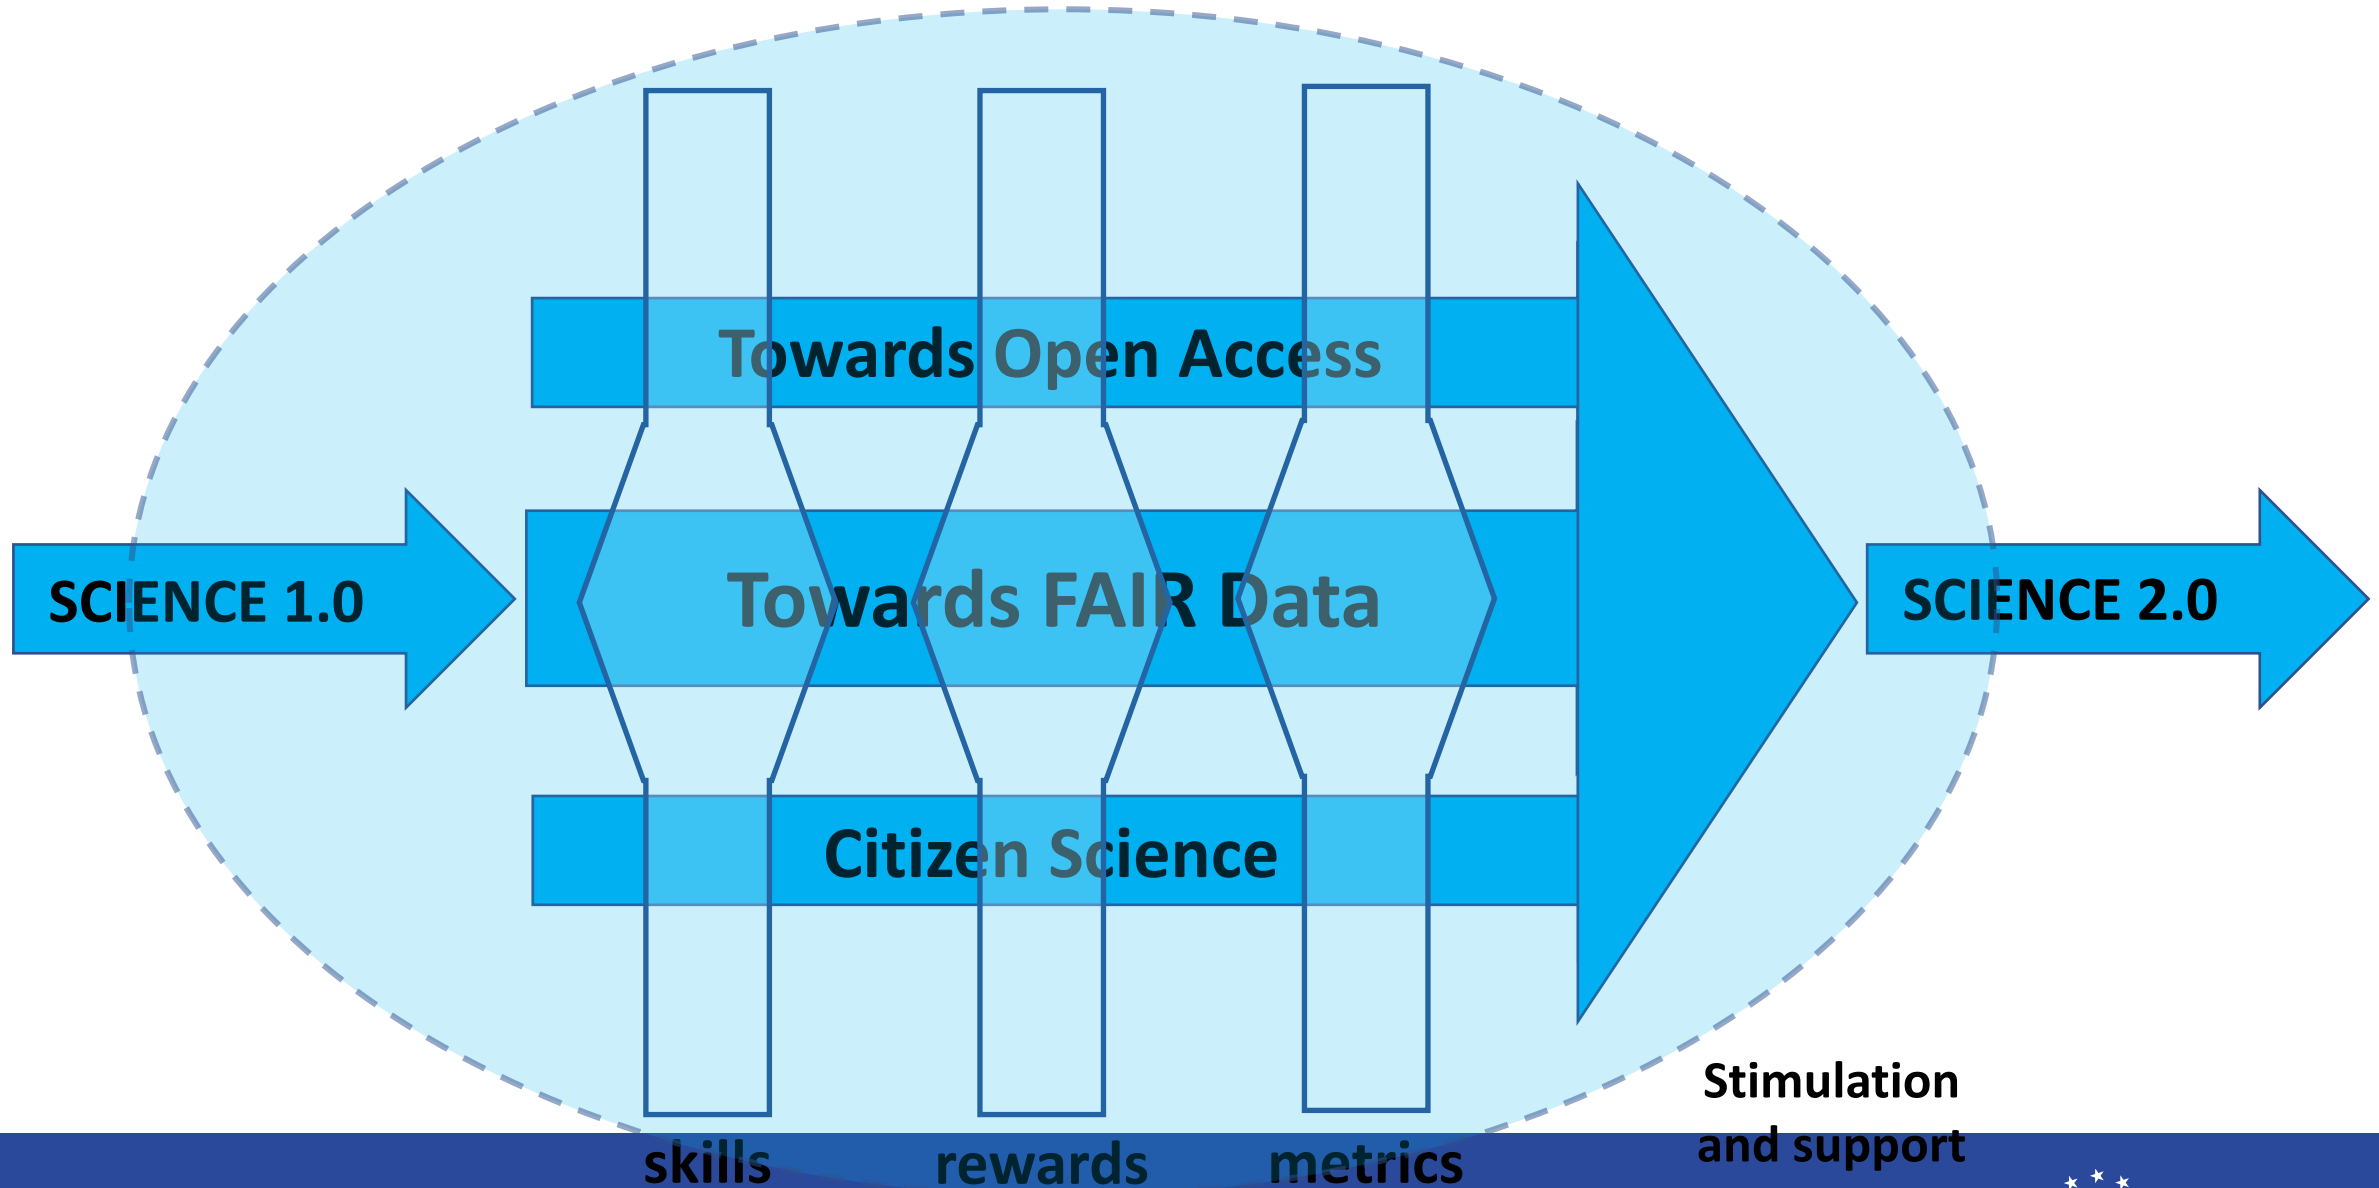 Towards Open Access
SCIENCE 1.0
Towards FAIR Data
SCIENCE 2.0
Citizen Science
Stimulation
and support
skills
rewards
metrics